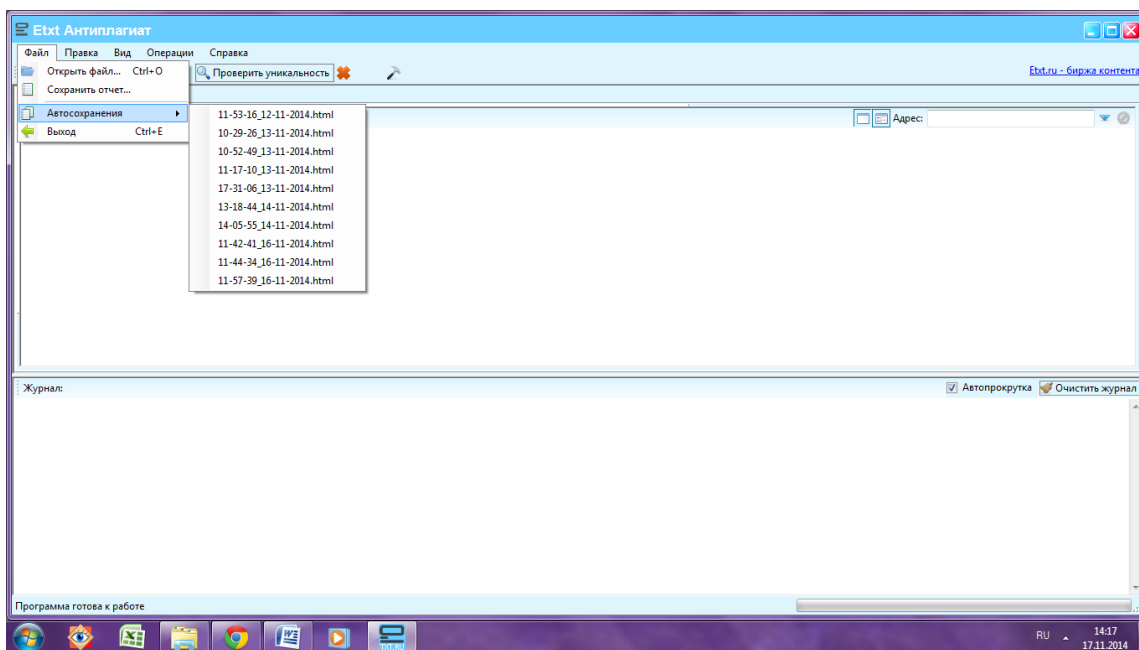 Etxt Антиплагиат
Файл Правка Вид Операции Справка
Открыть файл... Ctrl+O
Проверить уникальность
Etxt.ru - биржа контента
Сохранить отчет...
Автосохранения
11-53-16_12-11-2014.html
Адрес:
Выход Ctrl+E
10-29-26_13-11-2014.html
10-52-49_13-11-2014.html
11-17-10_13-11-2014.html
17-31-06_13-11-2014.html
13-18-44_14-11-2014.html
14-05-55_14-11-2014.html
11-42-41_16-11-2014.html
11-44-34_16-11-2014.html
11-57-39_16-11-2014.html
Журнал:
Автопрокрутка Очистить журнал
Программа готова к работе
TXT.RU
RU 14:17
17.11.2014